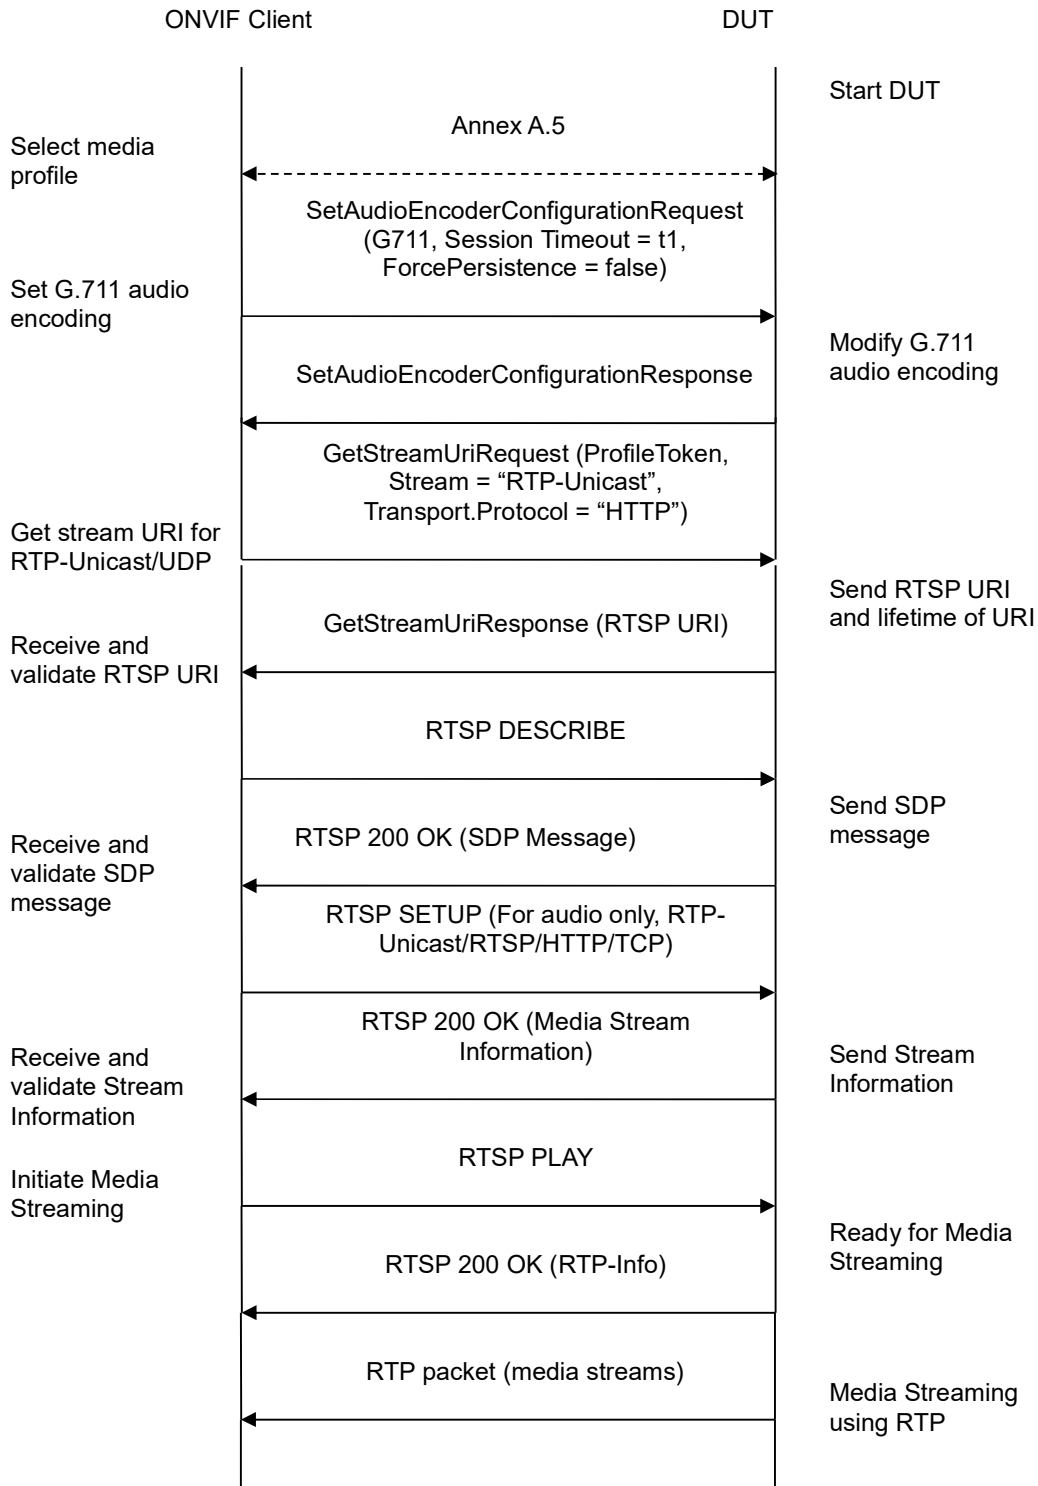 ONVIF Client
DUT
Start DUT
Annex A.5
Select media
profile
SetAudioEncoderConfigurationRequest
(G711, Session Timeout = t1,
ForcePersistence = false)
Set G.711 audio
encoding
Modify G.711
audio encoding
SetAudioEncoderConfigurationResponse
GetStreamUriRequest (ProfileToken,
Stream = “RTP-Unicast”,
Transport.Protocol = “HTTP”)
Get stream URI for
RTP-Unicast/UDP
Send RTSP URI
and lifetime of URI
GetStreamUriResponse (RTSP URI)
Receive and
validate RTSP URI
RTSP DESCRIBE
Send SDP
message
RTSP 200 OK (SDP Message)
Receive and
validate SDP
message
RTSP SETUP (For audio only, RTP-
Unicast/RTSP/HTTP/TCP)
RTSP 200 OK (Media Stream
Information)
Receive and
validate Stream
Information
Send Stream
Information
RTSP PLAY
Initiate Media
Streaming
Ready for Media
Streaming
RTSP 200 OK (RTP-Info)
RTP packet (media streams)
Media Streaming
using RTP